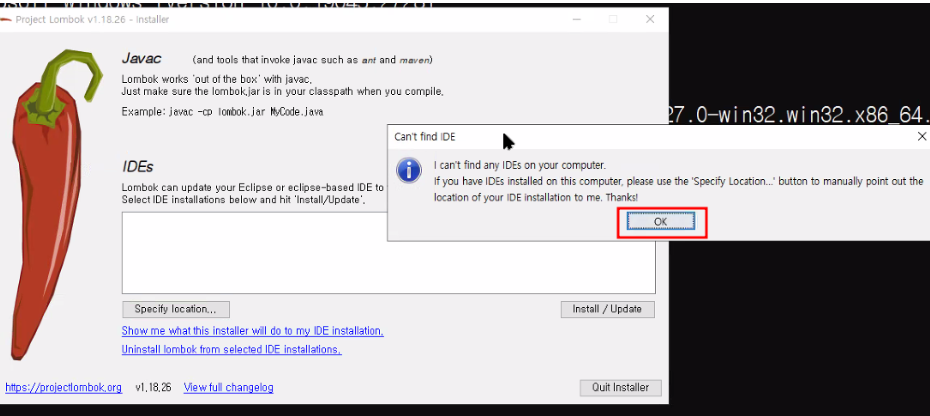 Project Lombok v1.18.26 - Installer
Javac (and tools that invoke javac such as ant and maven)
Lombok works 'out of the box' with javac.
Just make sure the lombok.jar is in your classpath when you compile.
Example: javac -cp lombok.jar MyCode.java
27.0-win32.win32.x86_64.
Can't find IDE
I can't find any IDEs on your computer.
If you have IDEs installed on this computer, please use the 'Specify Location...' button to manually point out the
location of your IDE installation to me. Thanks!
OK
IDEs
Lombok can update your Eclipse or eclipse-based IDE to
Select IDE installations below and hit 'Install/Update'.
Specify location...
Install / Update
Show me what this installer will do to my IDE installation.
Uninstall lombok from selected IDE installations.
https://projectlombok.org v1.18.26 View full changelog
Quit Installer